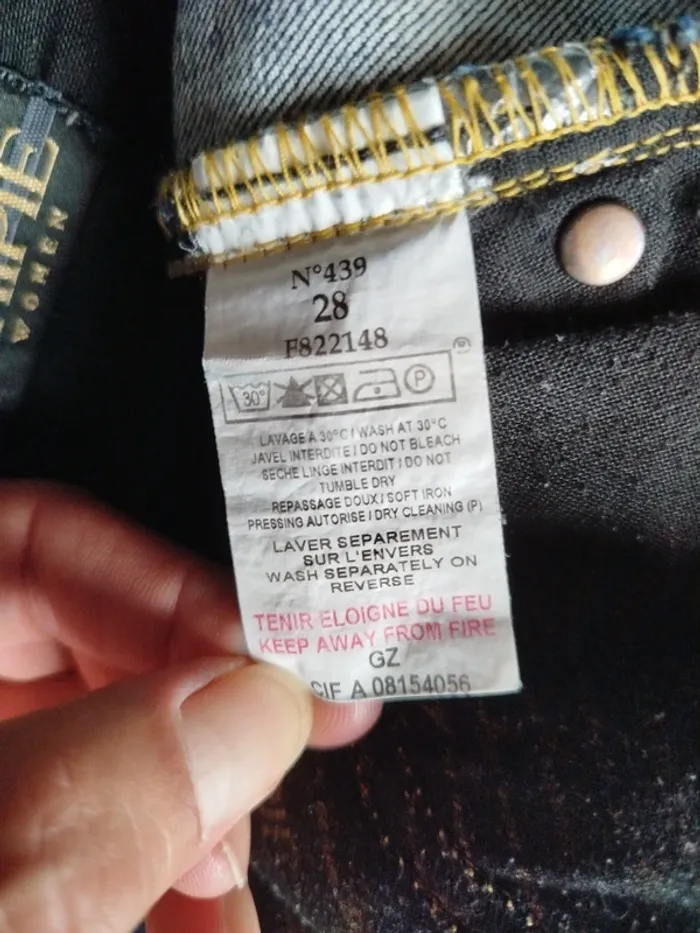 WOMEN
N°439
28
F822148
30°
P
LAVAGE A 30°C / WASH AT 30°C
JAVEL INTERDITE / DO NOT BLEACH
SECHE LINGE INTERDIT / DO NOT
TUMBLE DRY
REPASSAGE DOUX / SOFT IRON
PRESSING AUTORISE / DRY CLEANING (P)
LAVER SEPAREMENT
SUR L'ENVERS
WASH SEPARATELY ON
REVERSE
TENIR ELOIGNE DU FEU
KEEP AWAY FROM FIRE
GZ
CIF A 08154056